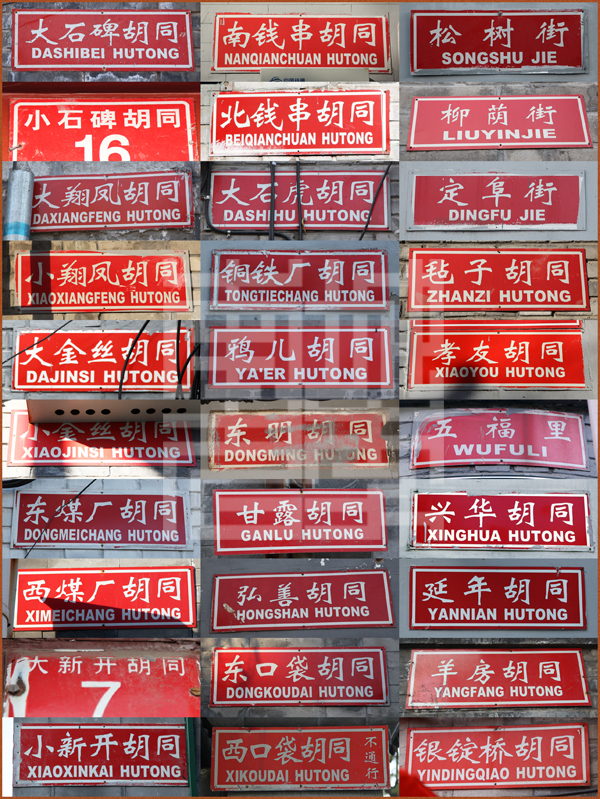 大石碑胡同
DASHIBEI HUTONG
南钱串胡同
NANQIANCHUAN HUTONG
松树街
SONGSHU JIE
小石碑胡同
16
北钱串胡同
BEIQIANCHUAN HUTONG
柳荫街
LIUYINJIE
大翔凤胡同
DAXIANGFENG HUTONG
大石虎胡同
DASHIHU HUTONG
定阜街
DINGFU JIE
小翔凤胡同
XIAOXIANGFENG HUTONG
铜铁厂胡同
TONGTIECHANG HUTONG
毡子胡同
ZHANZI HUTONG
大金丝胡同
DAJINSI HUTONG
鸦儿胡同
YA'ER HUTONG
孝友胡同
XIAOYOU HUTONG
小金丝胡同
XIAOJINSI HUTONG
东明胡同
DONGMING HUTONG
五福里
WUFULI
东煤厂胡同
DONGMEICHANG HUTONG
甘露胡同
GANLU HUTONG
兴华胡同
XINGHUA HUTONG
西煤厂胡同
XIMEICHANG HUTONG
弘善胡同
HONGSHAN HUTONG
延年胡同
YANNIAN HUTONG
大新开胡同
7
东口袋胡同
DONGKOUDAI HUTONG
羊房胡同
YANGFANG HUTONG
小新开胡同
XIAOXINKAI HUTONG
西口袋胡同
不通行
XIKOUDAI HUTONG
银锭桥胡同
YINDINGQIAO HUTONG